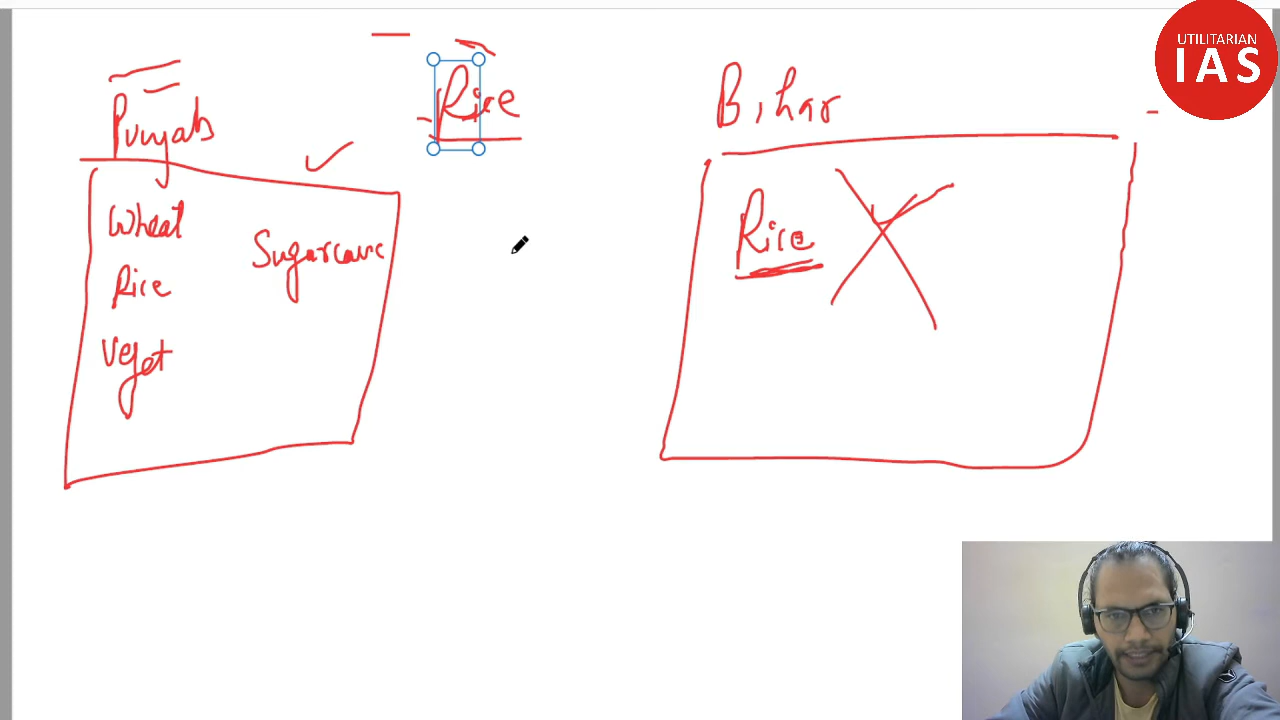 UTILITARIAN
IAS
Rice
Punjab
Wheat
Sugarcane
Rice
Veget
Bihar
Rice